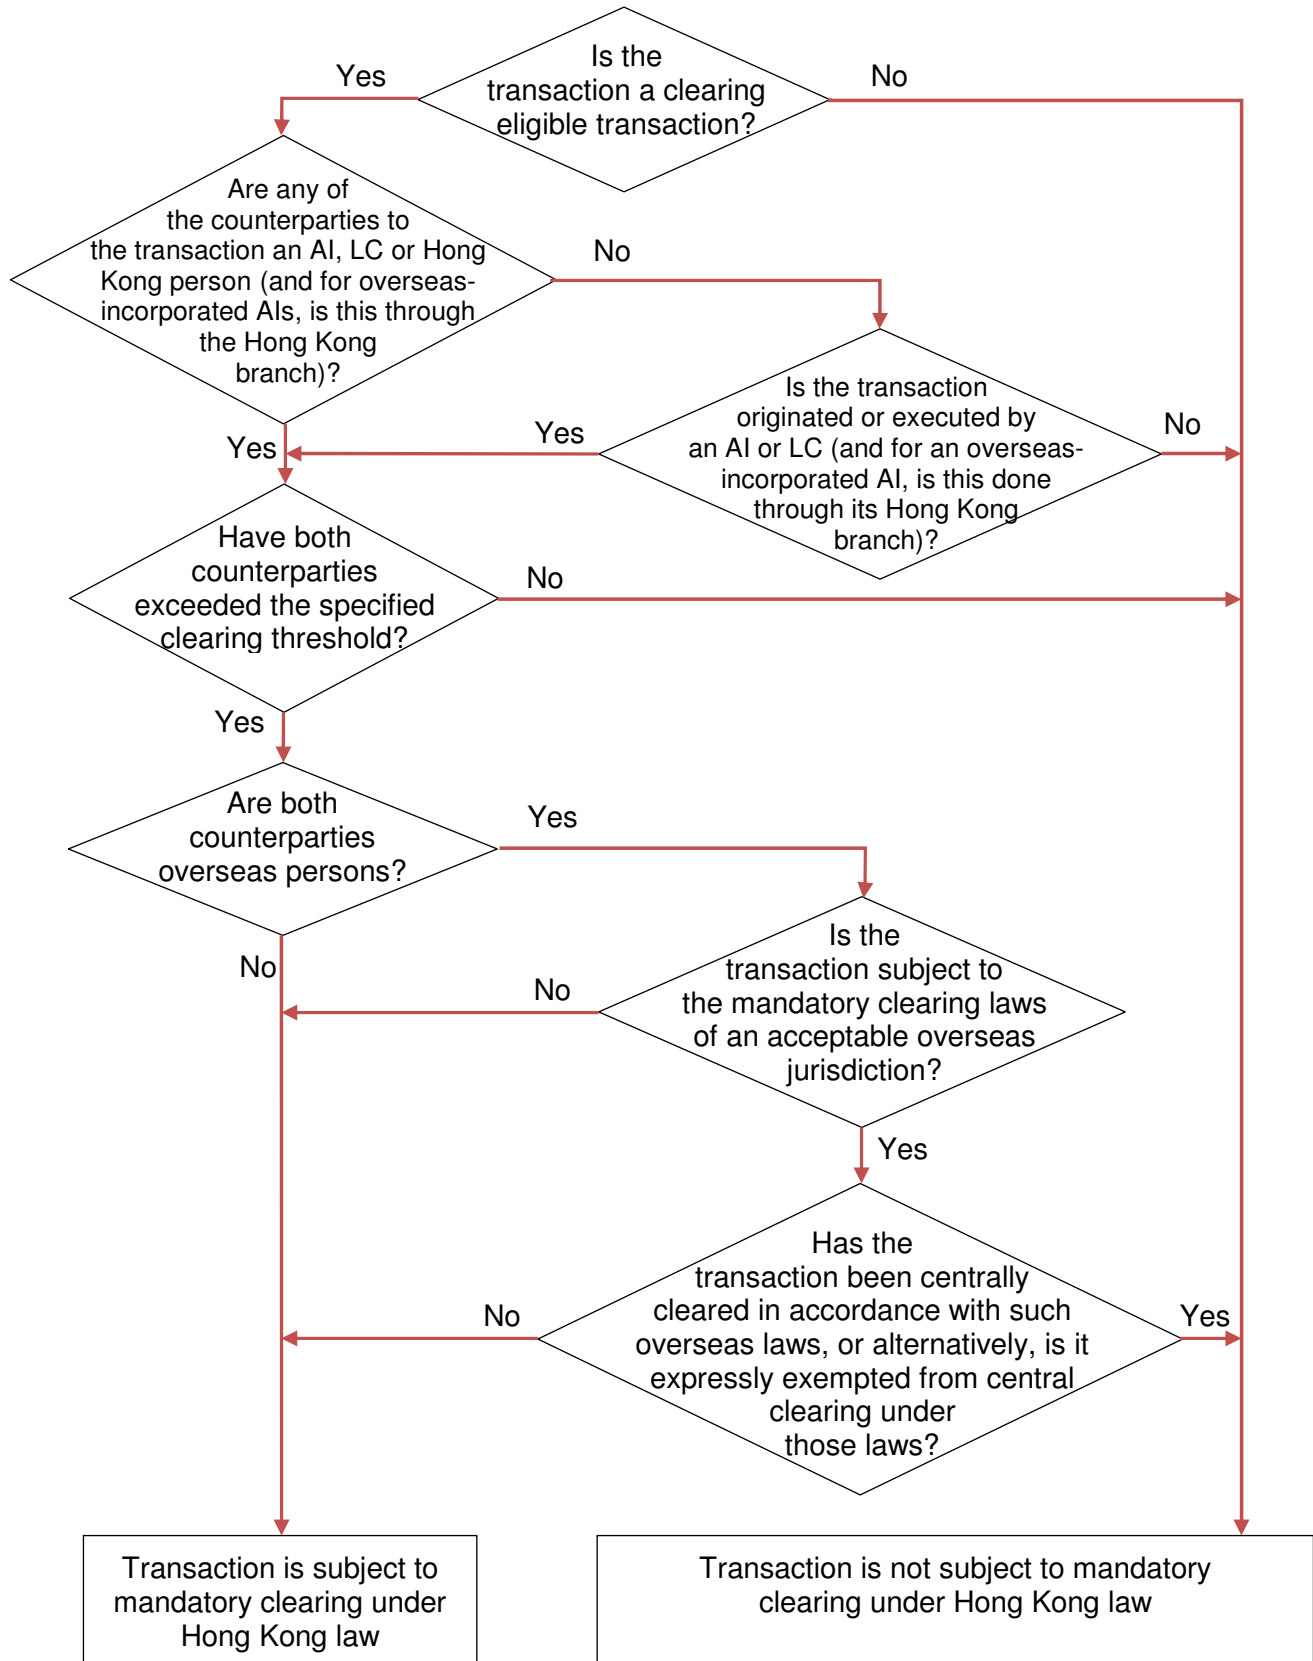 Is the
transaction a clearing
eligible transaction?
Yes
No
Are any of
the counterparties to
the transaction an AI, LC or Hong
Kong person (and for overseas-
incorporated AIs, is this through
the Hong Kong
branch)?
No
Yes
Is the transaction
originated or executed by
an AI or LC (and for an overseas-
incorporated AI, is this done
through its Hong Kong
branch)?
Yes
No
Have both
counterparties
exceeded the specified
clearing threshold?
No
Yes
Are both
counterparties
overseas persons?
Yes
No
Is the
transaction subject to
the mandatory clearing laws
of an acceptable overseas
jurisdiction?
No
Yes
Has the
transaction been centrally
cleared in accordance with such
overseas laws, or alternatively, is it
expressly exempted from central
clearing under
those laws?
No
Yes
Transaction is subject to
mandatory clearing under
Hong Kong law
Transaction is not subject to mandatory
clearing under Hong Kong law